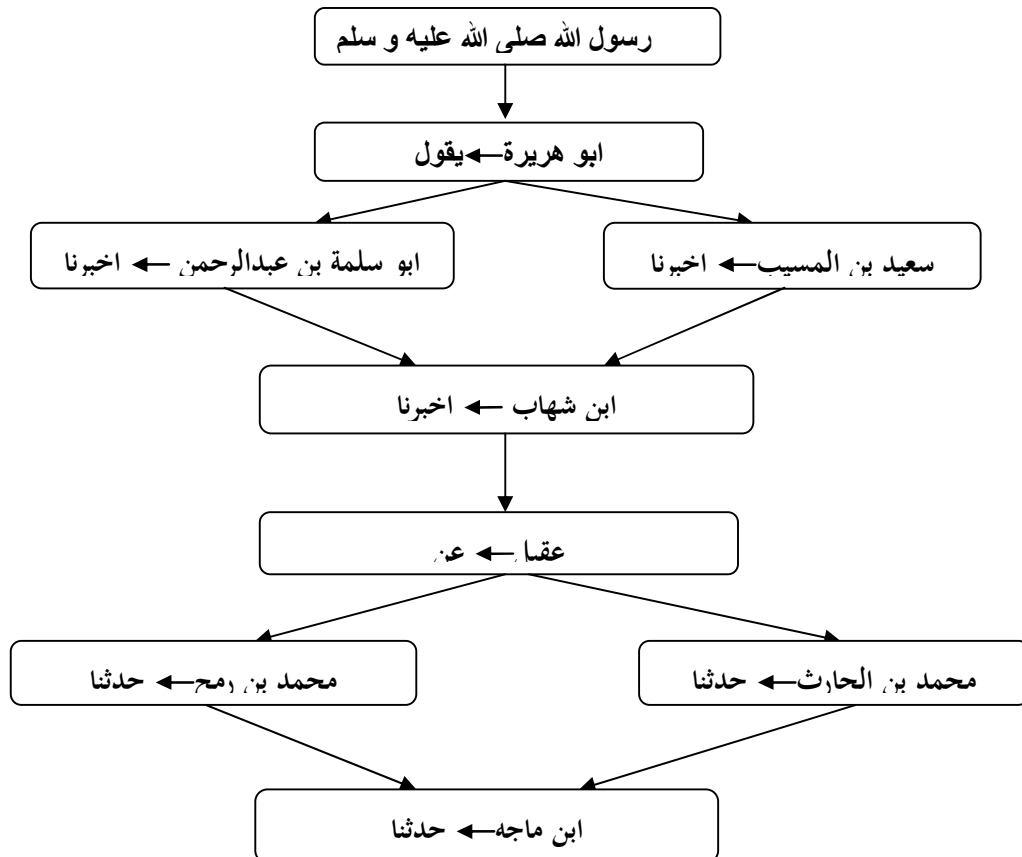 رسول الله صلى الله عليه و سلم
ابو هريرة←يقول
سعيد بن المسيب← اخبرنا
ابو سلمة بن عبدالرحمن ← اخبرنا
ابن شهاب ← اخبرنا
عقيل← عن
محمد بن الحارث← حدثنا
محمد بن رمح← حدثنا
ابن ماجه← حدثنا